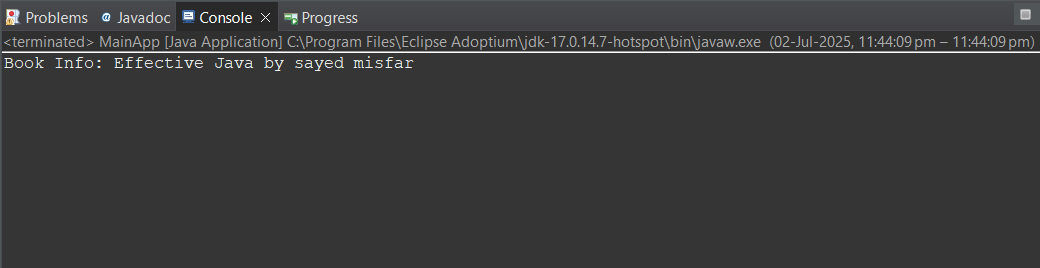 Problems Javadoc Console Progress
<terminated> MainApp [Java Application] C:\Program Files\Eclipse Adoptium\jdk-17.0.14.7-hotspot\bin\javaw.exe (02-Jul-2025, 11:44:09 pm – 11:44:09 pm)
Book Info: Effective Java by sayed misfar